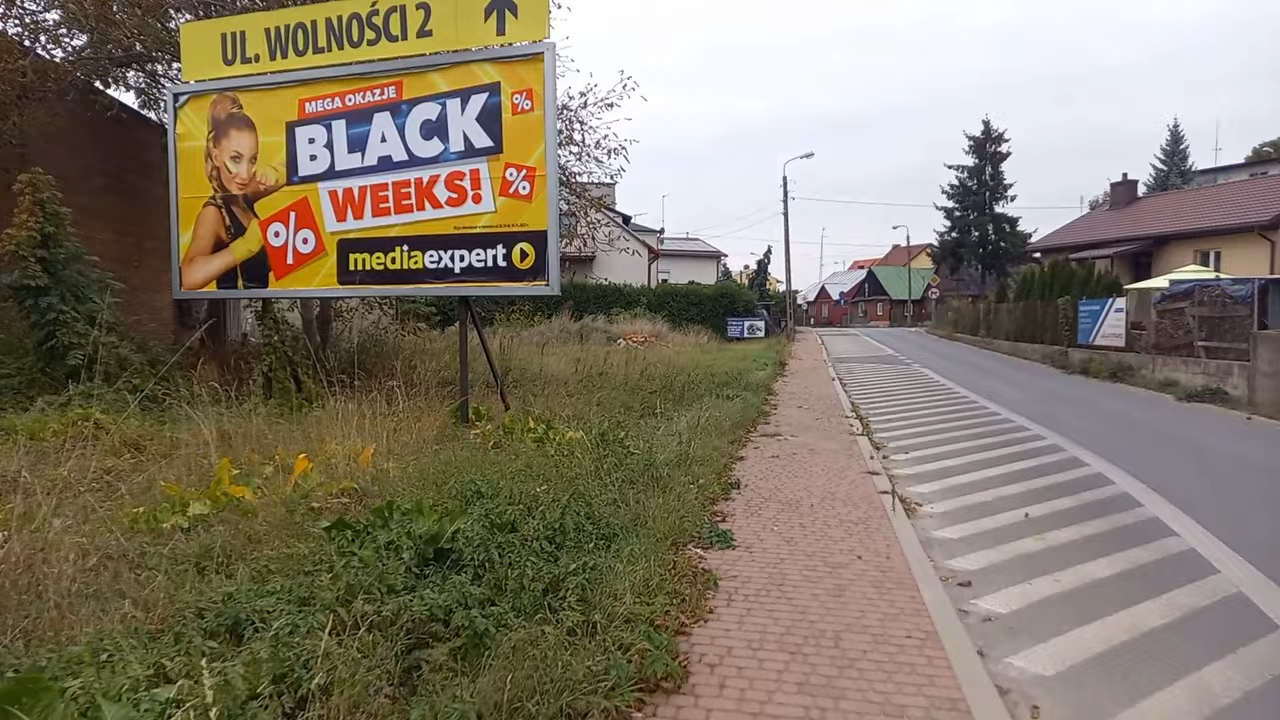 UL. WOLNOŚCI 2
MEGA OKAZJE
BLACK
WEEKS!
%
%
%
mediaexpert